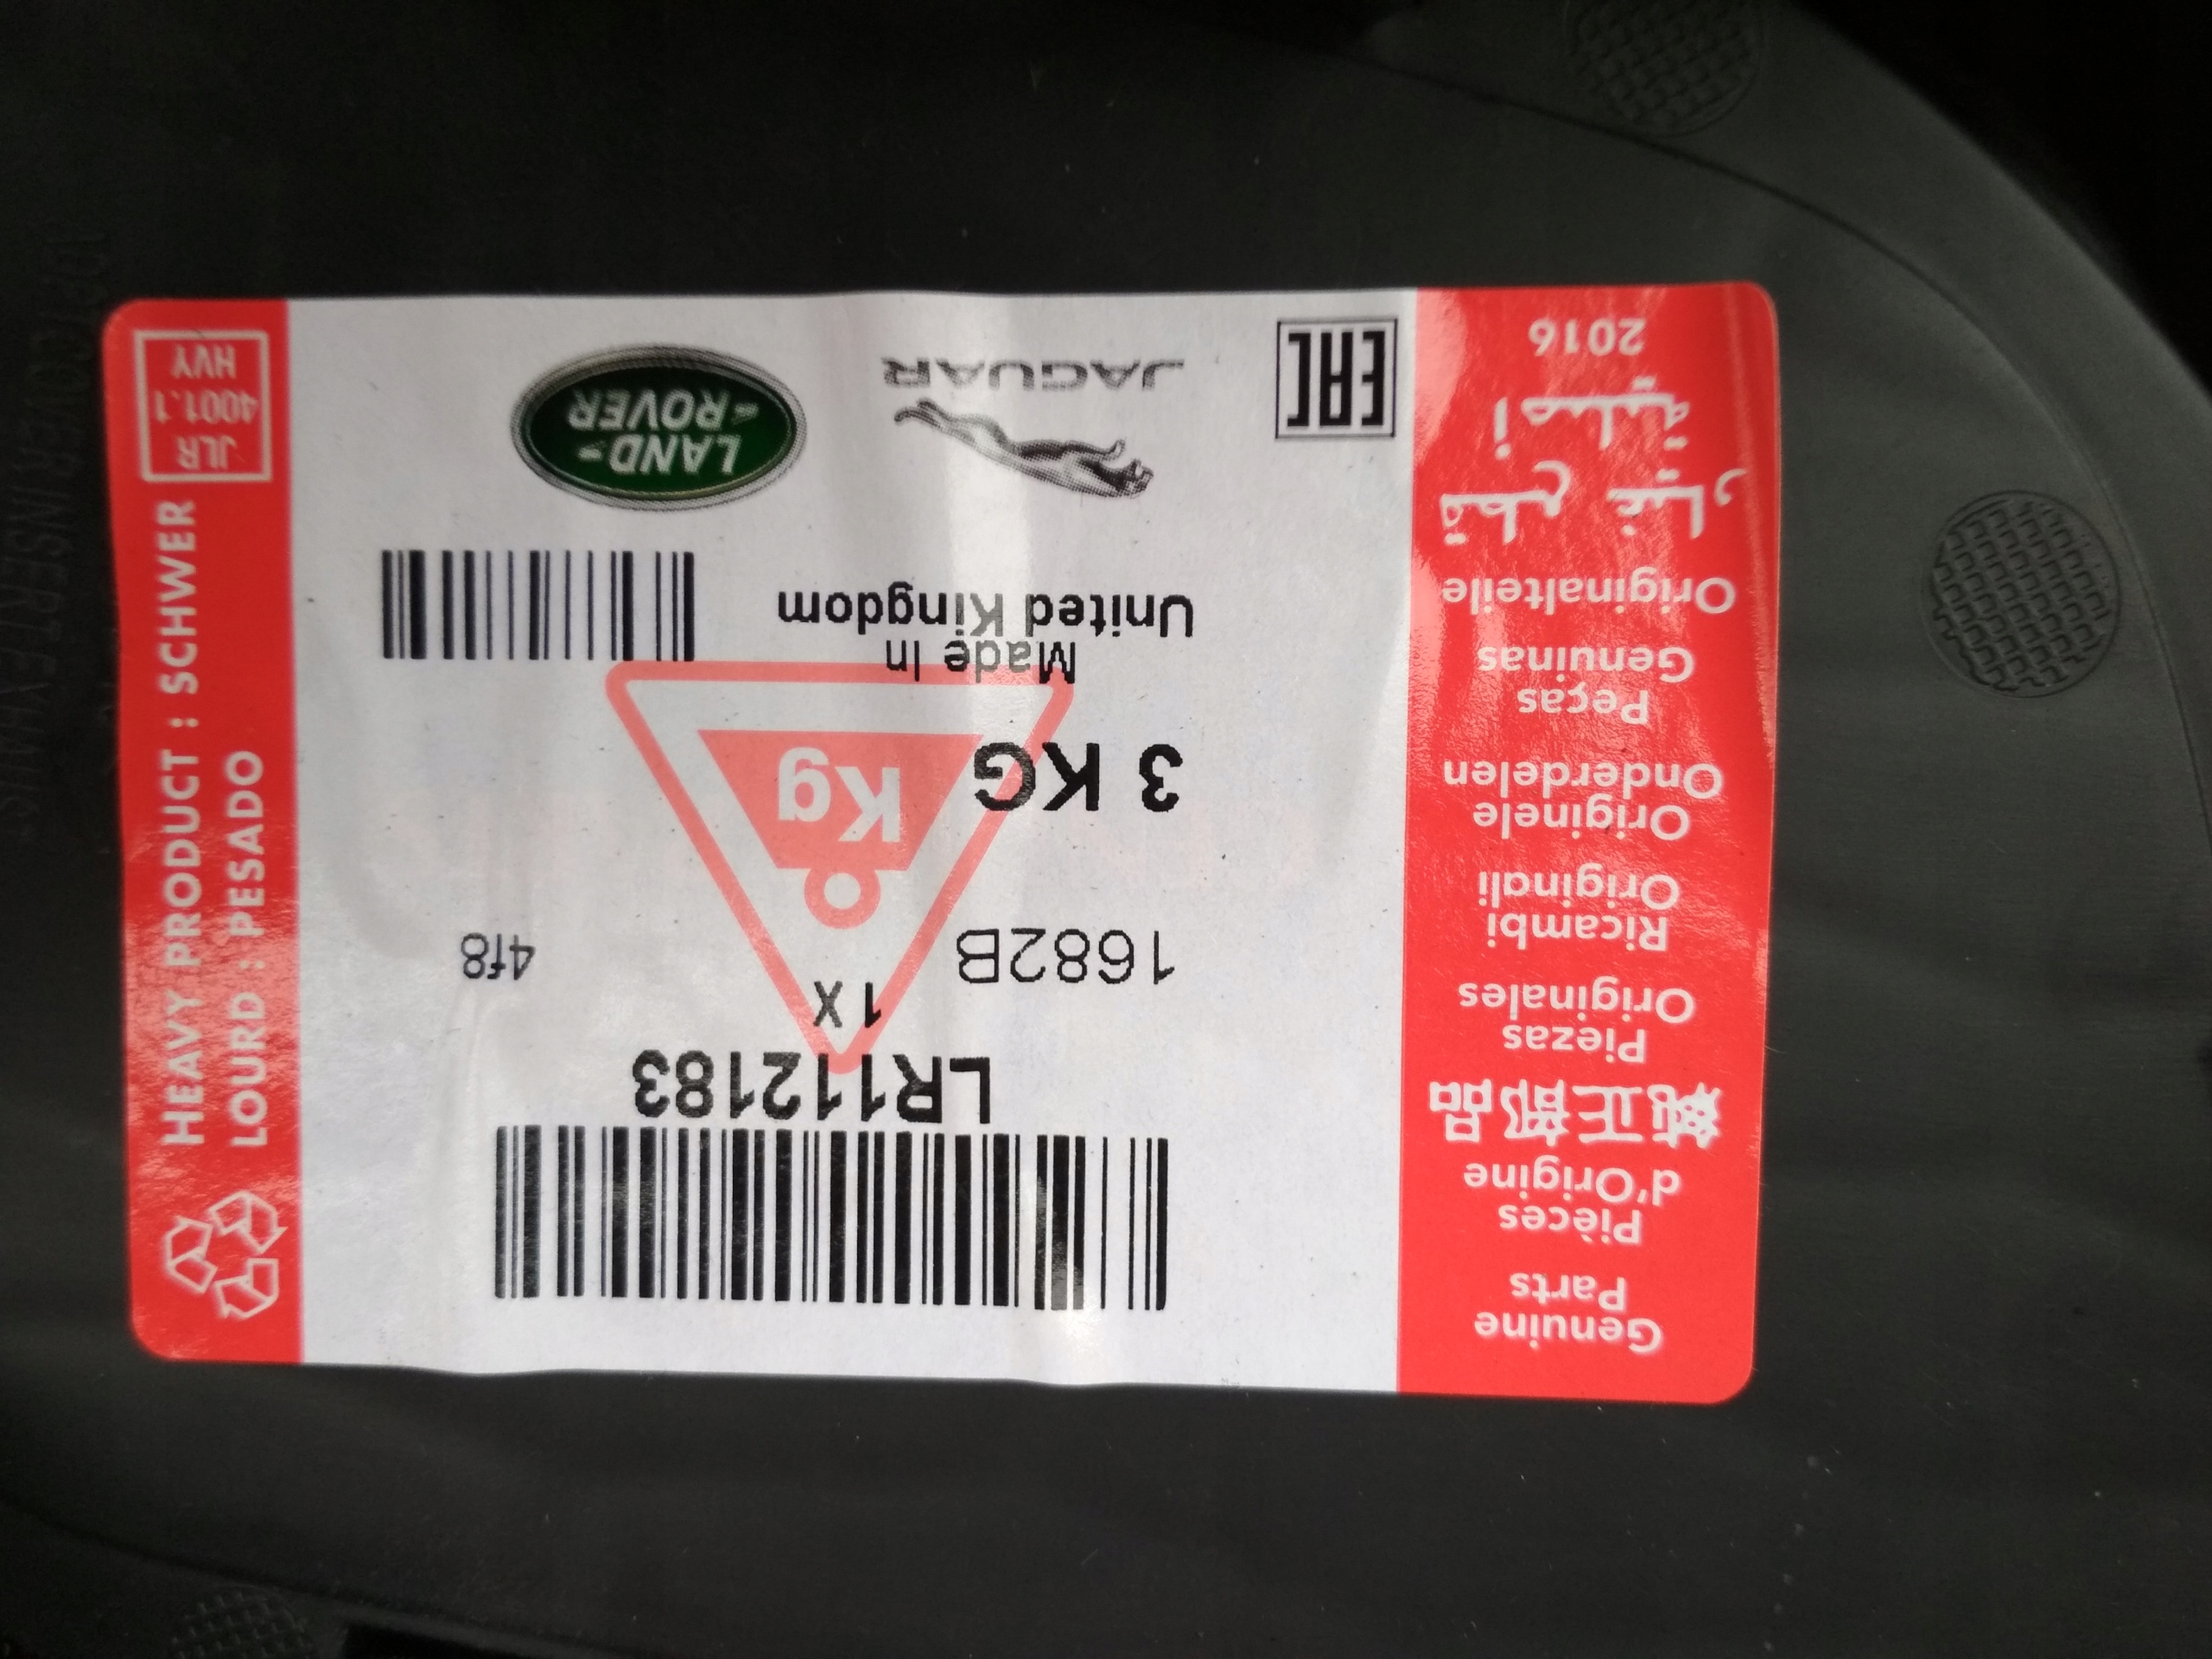 Genuine
Parts
Pièces
d'Origine
純正部品
Piezas
Originales
Ricambi
Originali
Originele
Onderdelen
Peças
Genuinas
Originalteile
قطع غيار
أصلية
2016
LR112183
1 X
1682B
4f8
3 KG
Kg
Made In
United Kingdom
EAC
JAGUAR
LAND-
-ROVER
HEAVY PRODUCT : SCHWER
LOURD : PESADO
JLR
4001.1
HVY